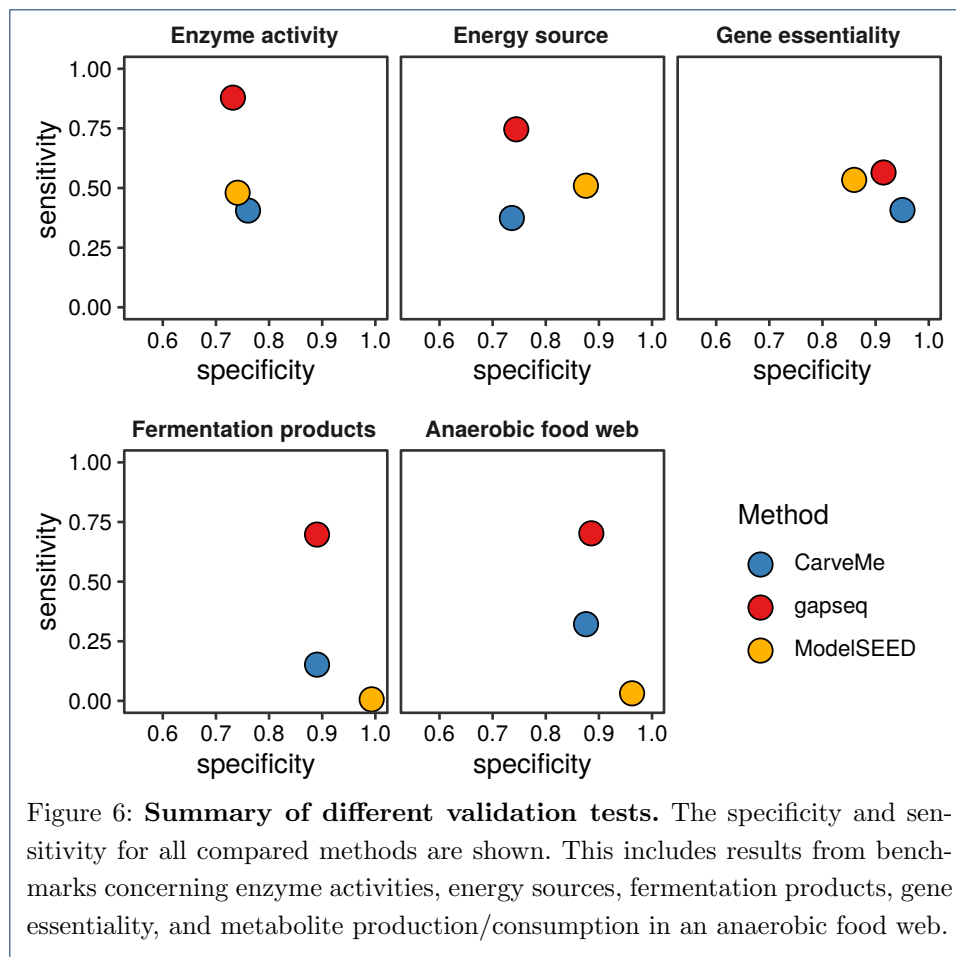 Enzyme activity
Energy source
Gene essentiality
1.00
0.75
0.50
0.25
0.00
sensitivity
0.6 0.7 0.8 0.9 1.0
0.6 0.7 0.8 0.9 1.0
0.6 0.7 0.8 0.9 1.0
specificity
specificity
specificity
Fermentation products
Anaerobic food web
1.00
0.75
0.50
0.25
0.00
sensitivity
0.6 0.7 0.8 0.9 1.0
0.6 0.7 0.8 0.9 1.0
specificity
specificity
Method
CarveMe
gapseq
ModelSEED
Figure 6: Summary of different validation tests. The specificity and sen-
sitivity for all compared methods are shown. This includes results from bench-
marks concerning enzyme activities, energy sources, fermentation products, gene
essentiality, and metabolite production/consumption in an anaerobic food web.